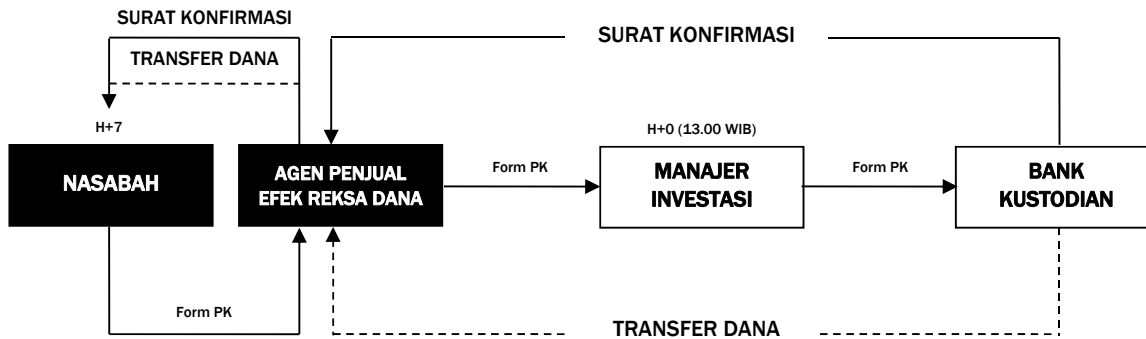 SURAT KONFIRMASI
TRANSFER DANA
SURAT KONFIRMASI
H+7
H+0 (13.00 WIB)
NASABAH
AGEN PENJUAL
EFEK REKSA DANA
Form PK
MANAJER
INVESTASI
Form PK
BANK
KUSTODIAN
Form PK
TRANSFER DANA